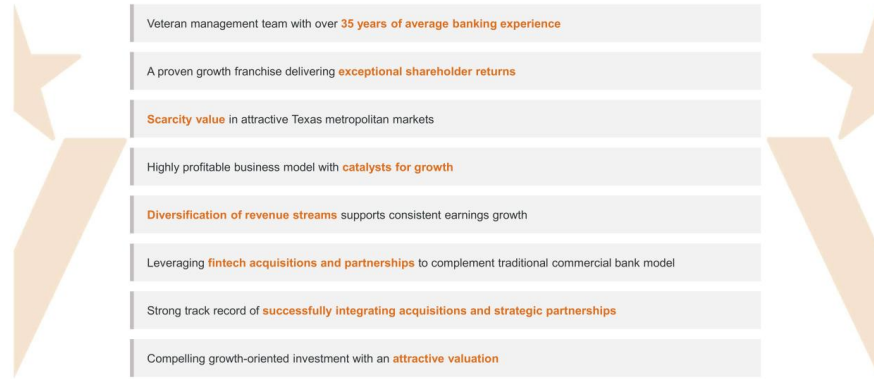 Veteran management team with over 35 years of average banking experience
A proven growth franchise delivering exceptional shareholder returns
Scarcity value in attractive Texas metropolitan markets
Highly profitable business model with catalysts for growth
Diversification of revenue streams supports consistent earnings growth
Leveraging fintech acquisitions and partnerships to complement traditional commercial bank model
Strong track record of successfully integrating acquisitions and strategic partnerships
Compelling growth-oriented investment with an attractive valuation